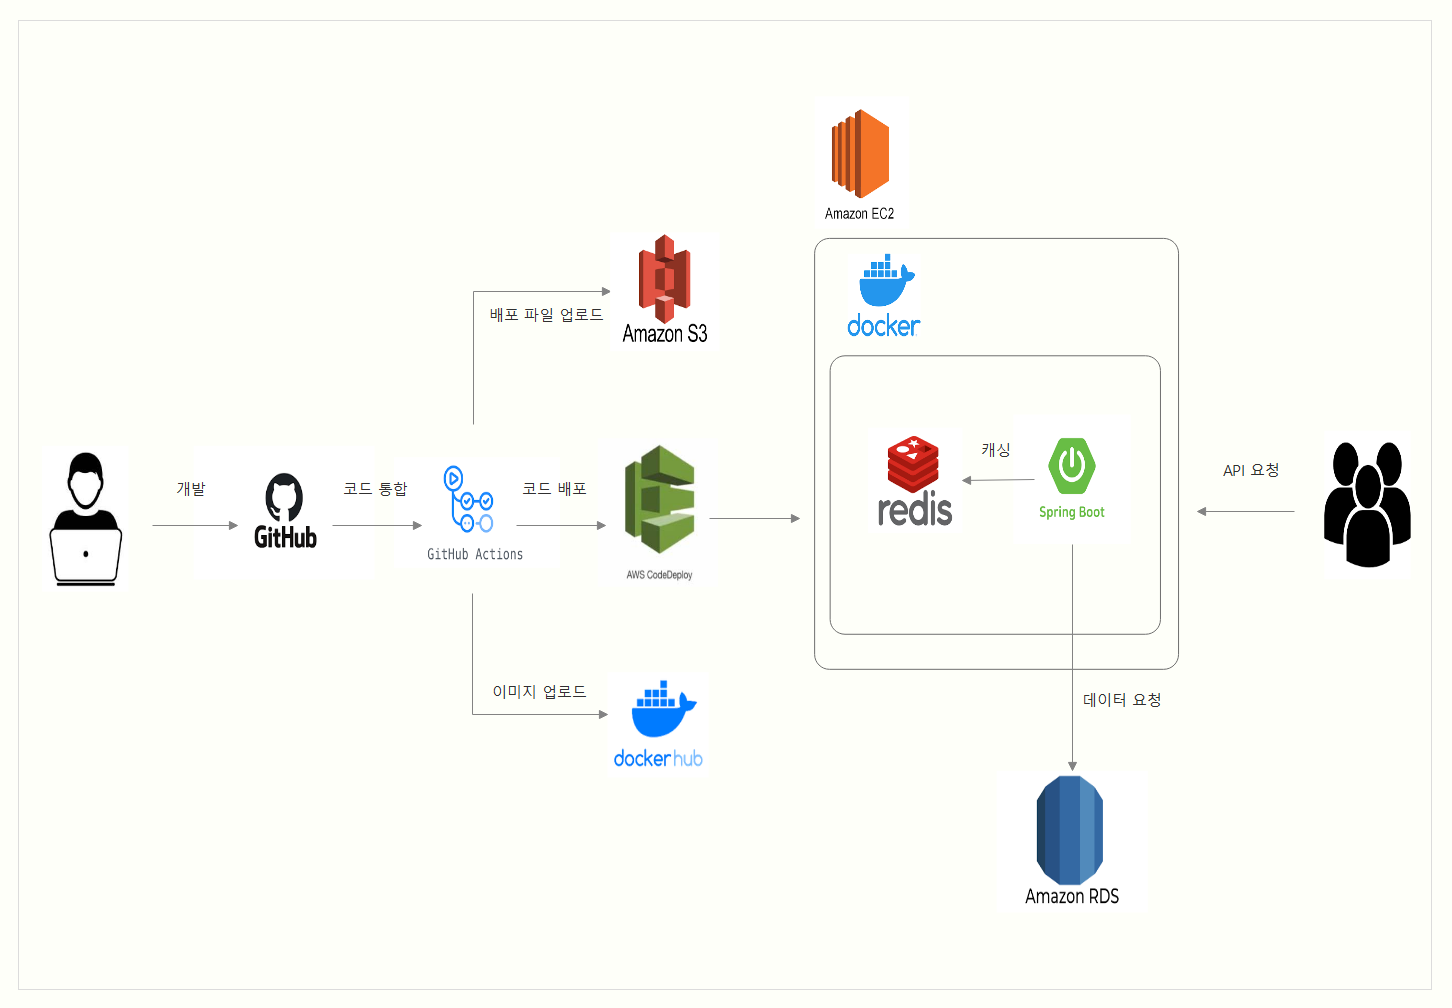 Amazon EC2
Amazon S3
배포 파일 업로드
docker
개발
GitHub
코드 통합
GitHub Actions
코드 배포
AWS CodeDeploy
redis
캐싱
Spring Boot
API 요청
이미지 업로드
dockerhub
데이터 요청
Amazon RDS